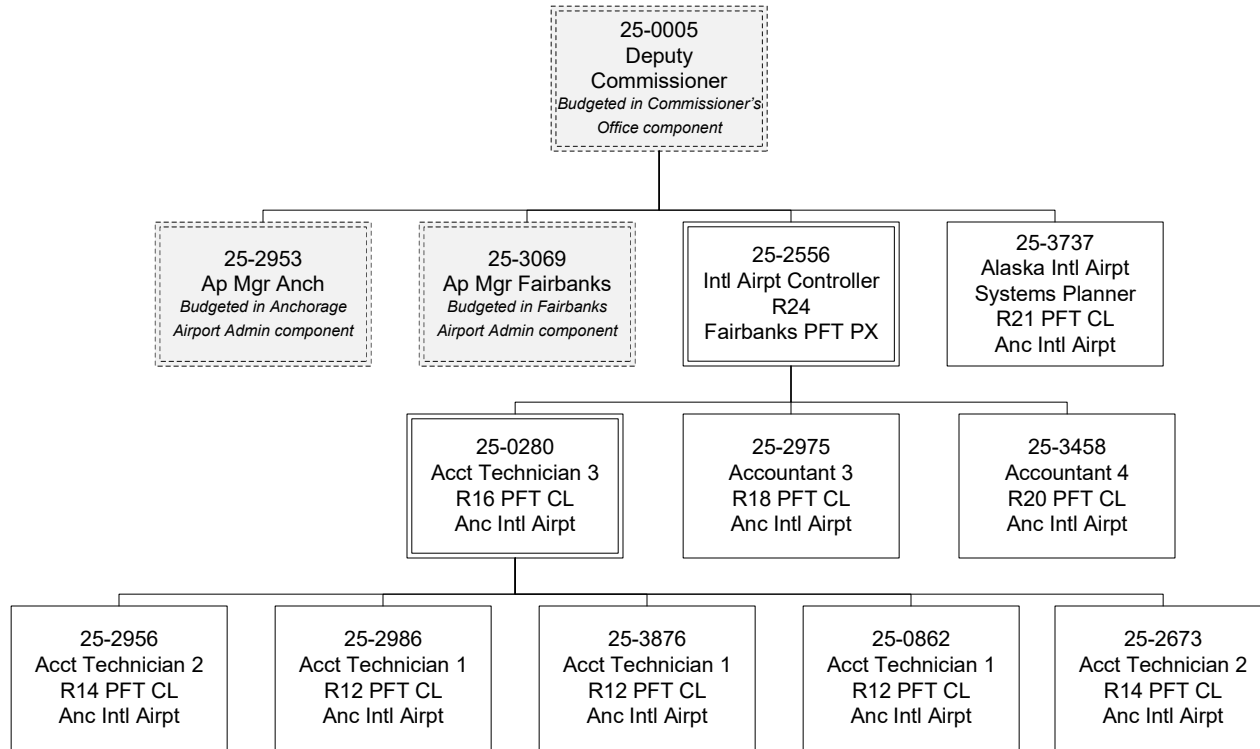 25-0005
Deputy
Commissioner
Budgeted in Commissioner's
Office component
25-2953
Ap Mgr Anch
Budgeted in Anchorage
Airport Admin component
25-3069
Ap Mgr Fairbanks
Budgeted in Fairbanks
Airport Admin component
25-2556
Intl Airpt Controller
R24
Fairbanks PFT PX
25-3737
Alaska Intl Airpt
Systems Planner
R21 PFT CL
Anc Intl Airpt
25-0280
Acct Technician 3
R16 PFT CL
Anc Intl Airpt
25-2975
Accountant 3
R18 PFT CL
Anc Intl Airpt
25-3458
Accountant 4
R20 PFT CL
Anc Intl Airpt
25-2956
Acct Technician 2
R14 PFT CL
Anc Intl Airpt
25-2986
Acct Technician 1
R12 PFT CL
Anc Intl Airpt
25-3876
Acct Technician 1
R12 PFT CL
Anc Intl Airpt
25-0862
Acct Technician 1
R12 PFT CL
Anc Intl Airpt
25-2673
Acct Technician 2
R14 PFT CL
Anc Intl Airpt